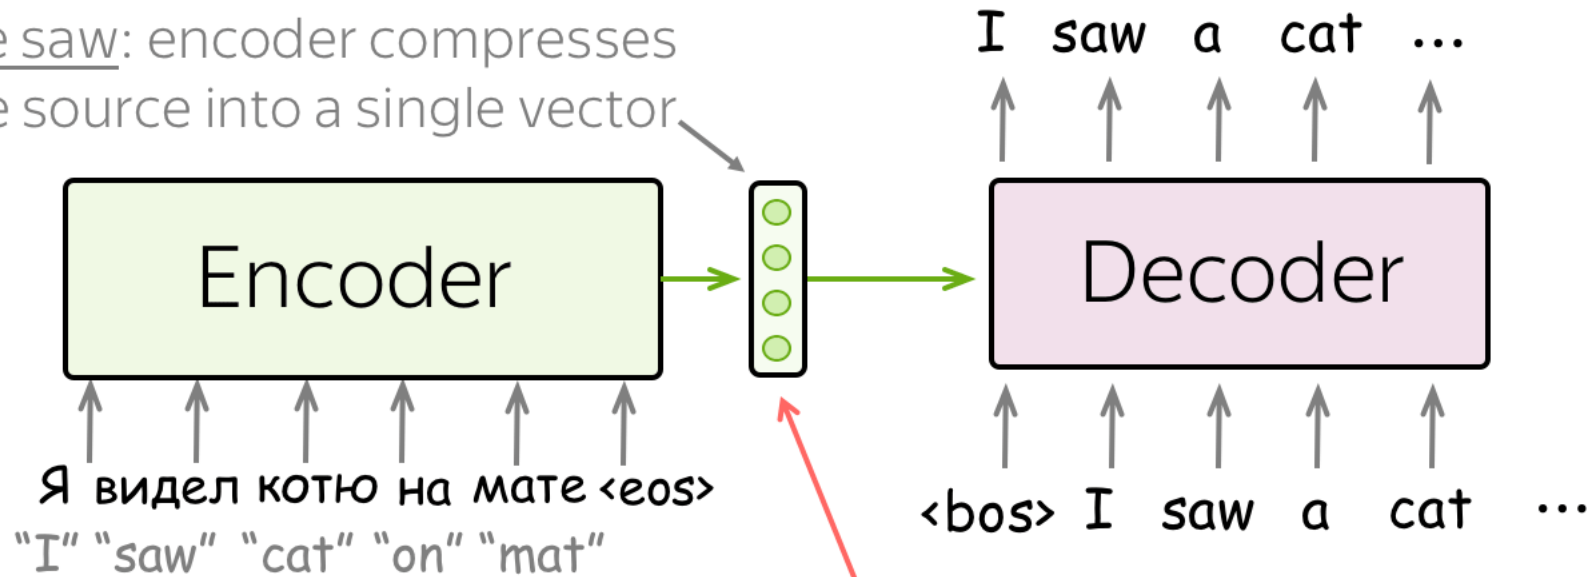 e saw: encoder compresses
e source into a single vector
I saw a cat ...
Encoder
Decoder
Я видел котю на мате <eos>
“I” “saw” “cat” “on” “mat”
<bos> I saw a cat ...